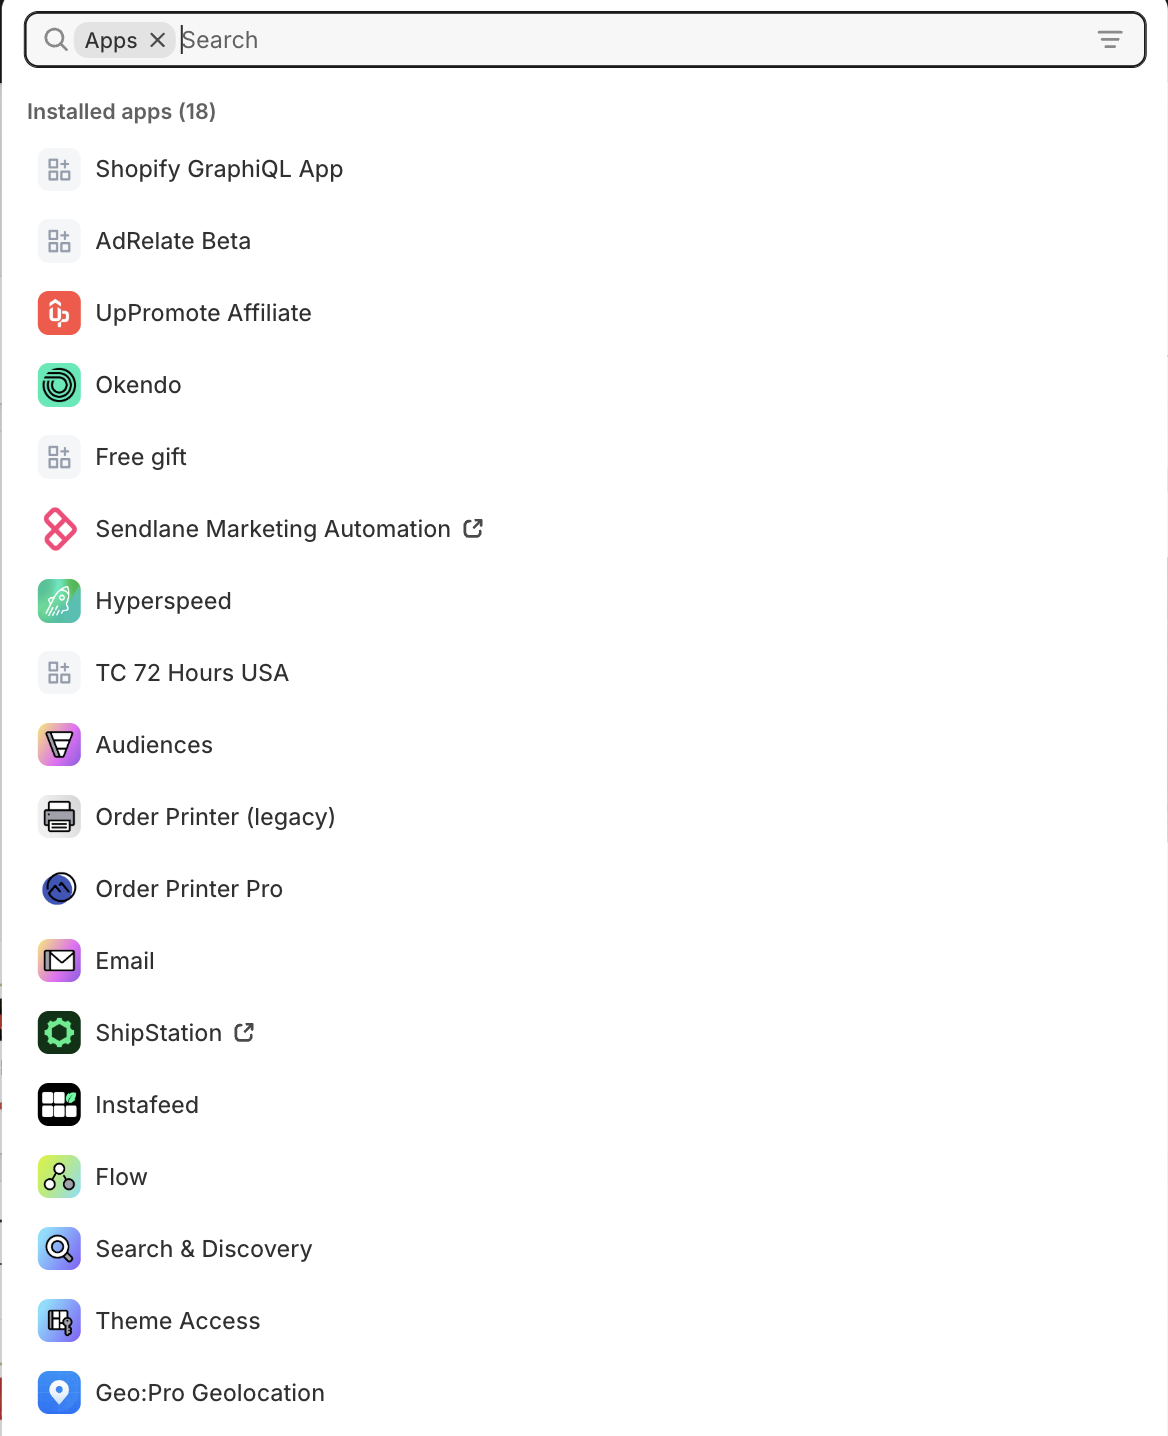 Apps Search
Installed apps (18)
Shopify GraphiQL App
AdRelate Beta
UpPromote Affiliate
Okendo
Free gift
Sendlane Marketing Automation
Hyperspeed
TC 72 Hours USA
Audiences
Order Printer (legacy)
Order Printer Pro
Email
ShipStation
Instafeed
Flow
Search & Discovery
Theme Access
Geo:Pro Geolocation